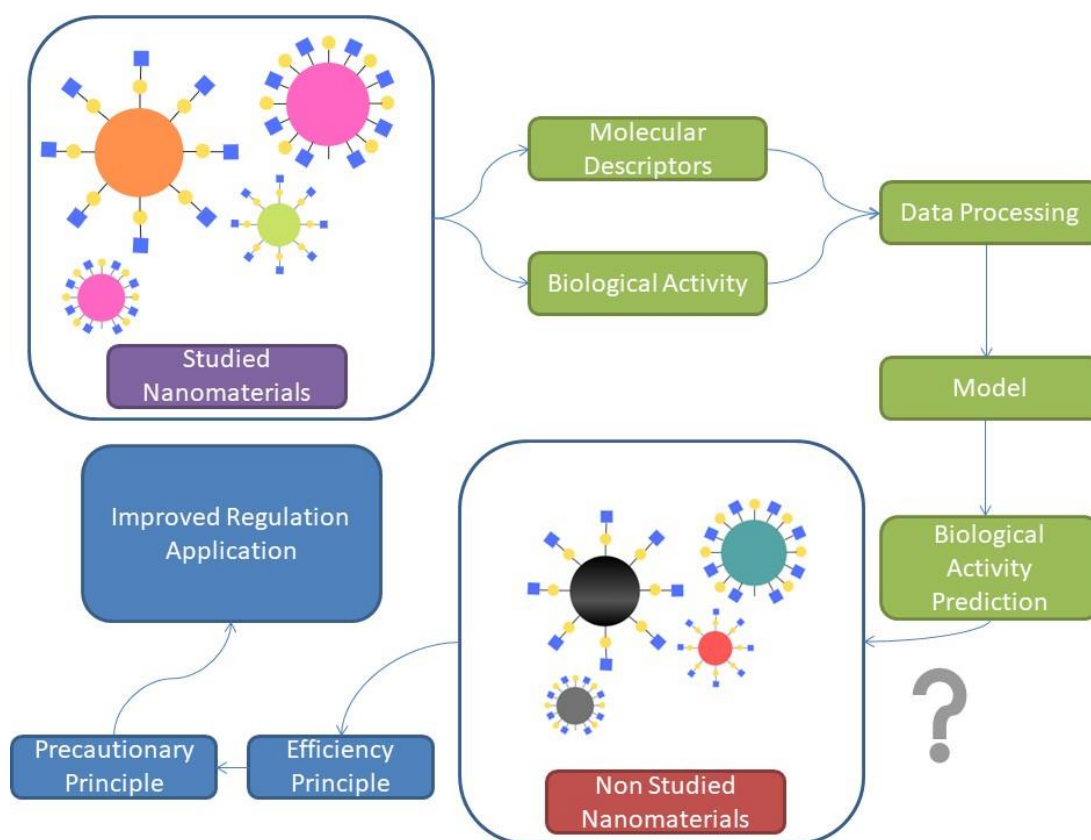 Molecular
Descriptors
Biological Activity
Data Processing
Studied
Nanomaterials
Model
Improved Regulation
Application
Biological
Activity
Prediction
?
Precautionary
Principle
Efficiency
Principle
Non Studied
Nanomaterials